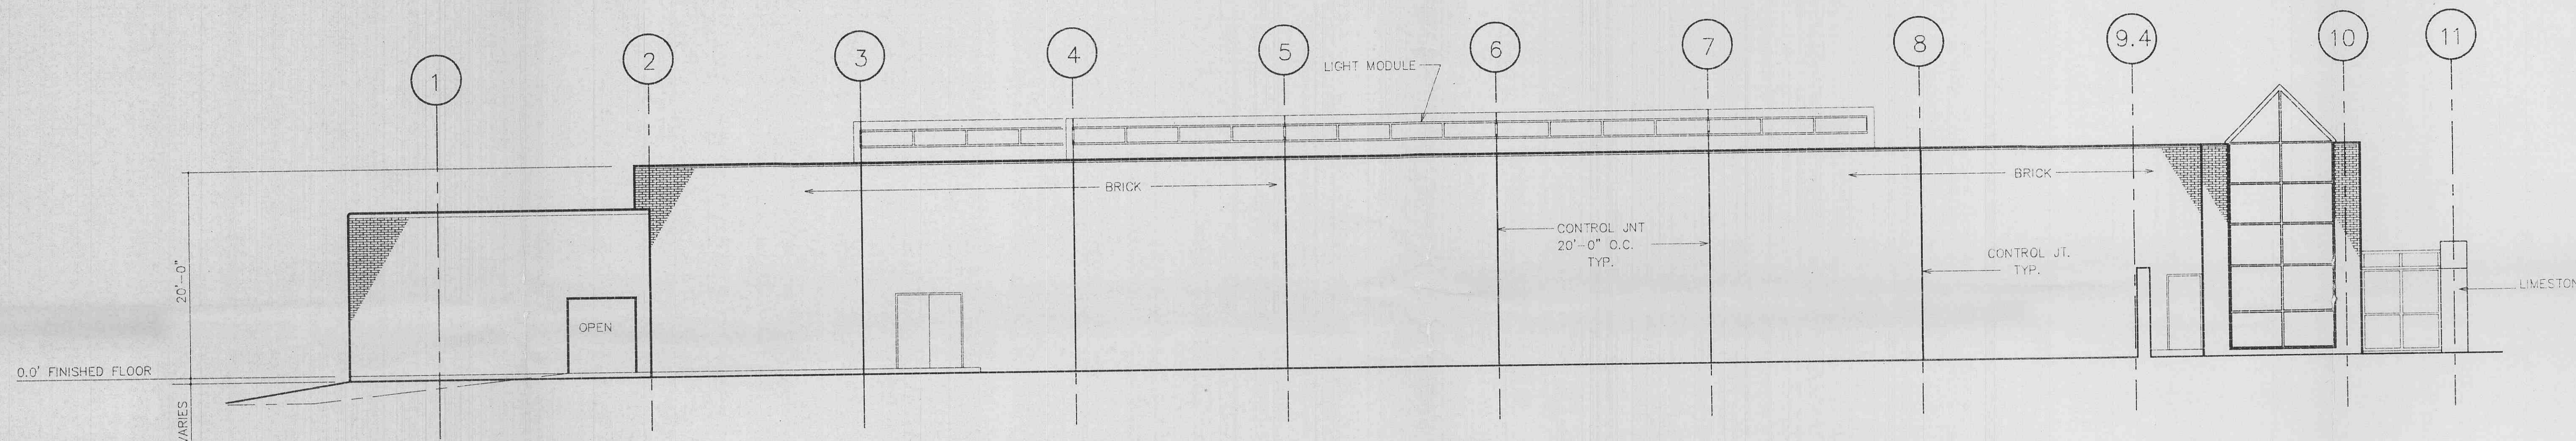 1
2
3
4
5
6
7
8
9.4
10
11
LIGHT MODULE
BRICK
BRICK
CONTROL JNT
20'-0" O.C.
TYP.
CONTROL JT.
TYP.
20'-0"
OPEN
LIMESTON
0.0' FINISHED FLOOR
VARIES